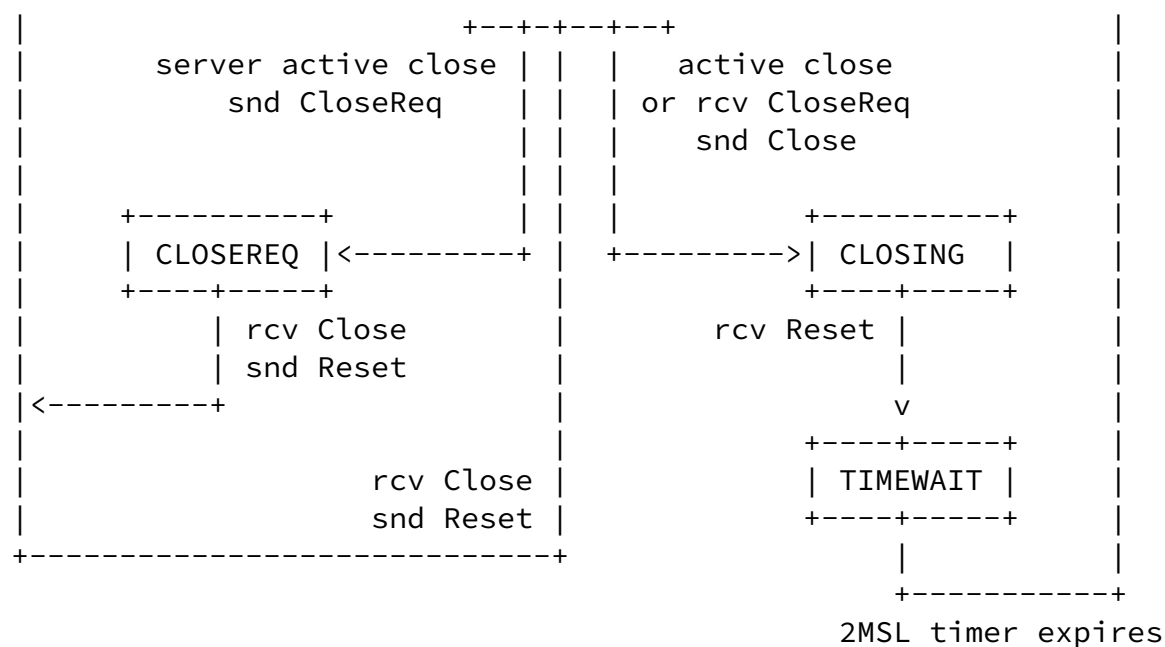 server active close active close
snd CloseReq or rcv CloseReq
snd Close
CLOSEREQ CLOSING
rcv Close rcv Reset
snd Reset
rcv Close TIMEWAIT
snd Reset
2MSL timer expires